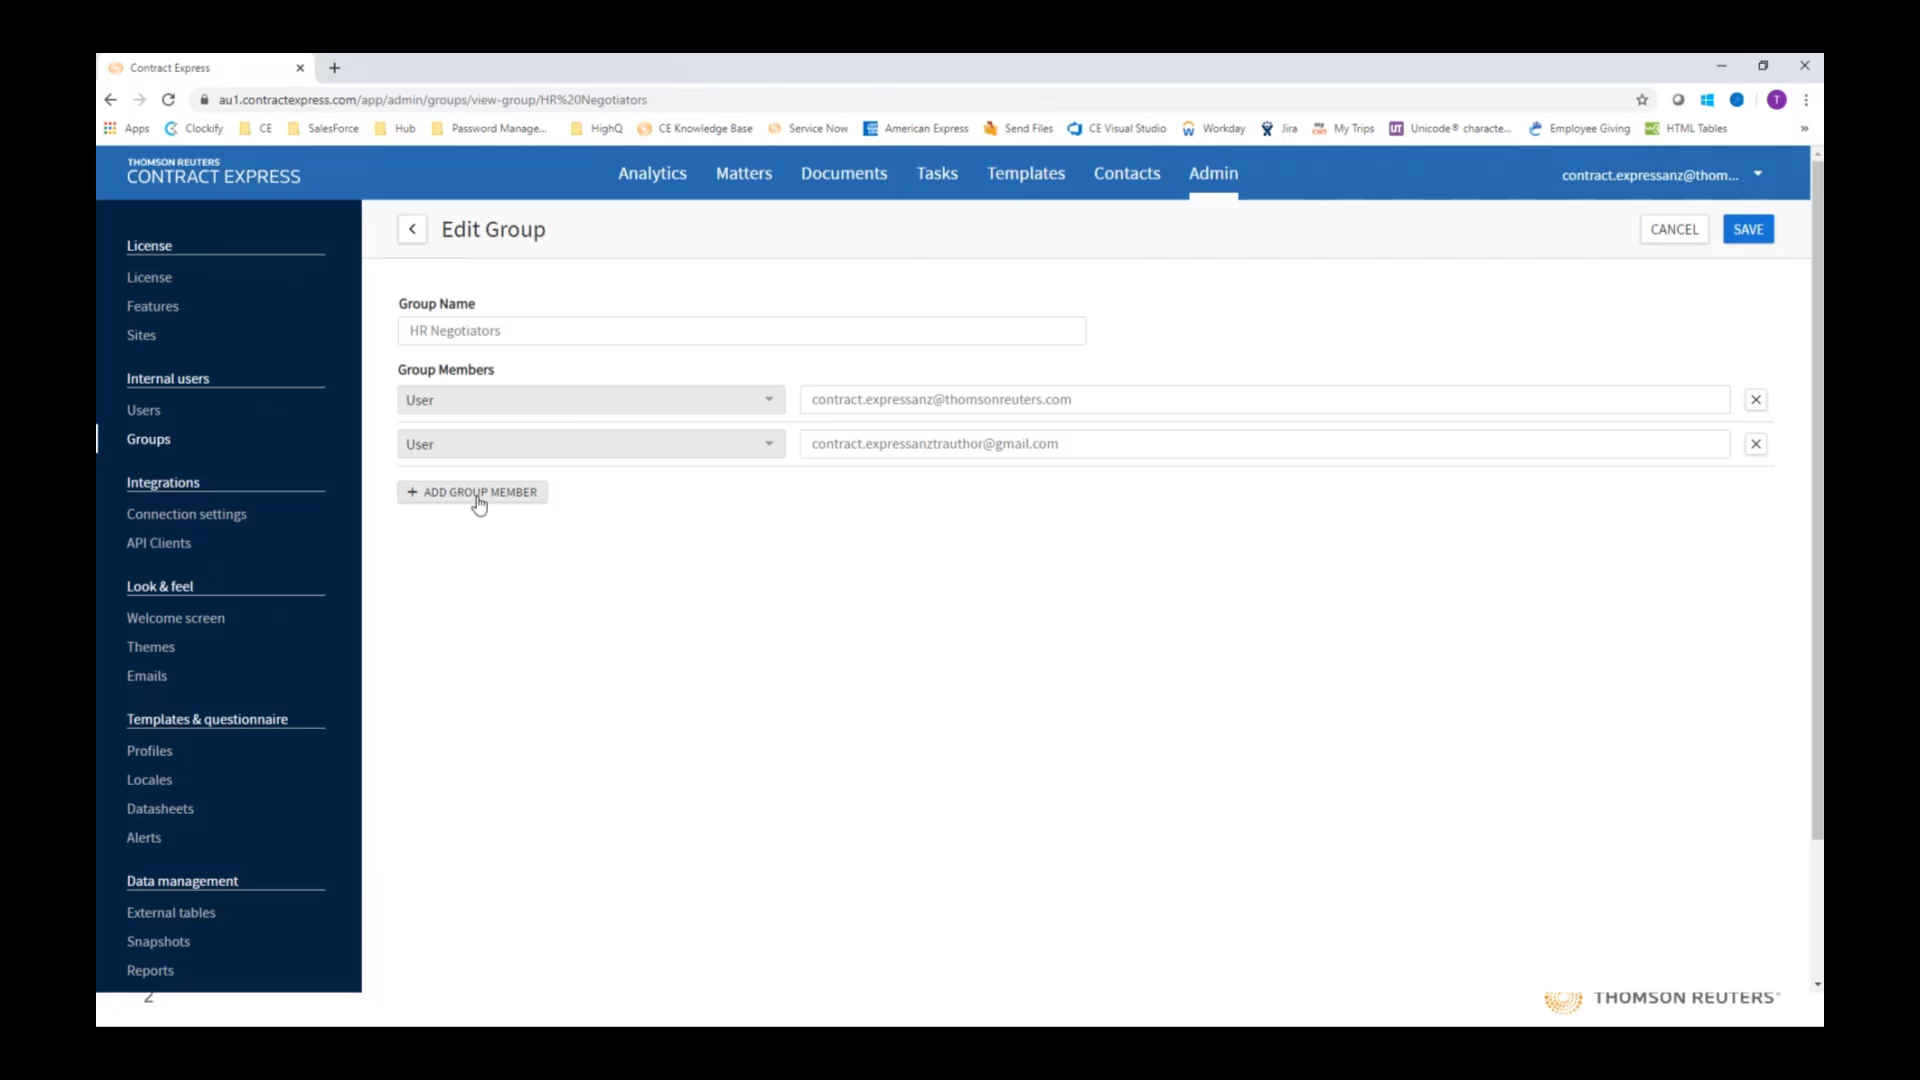 Contract Express
au1.contractexpress.com/app/admin/groups/view-group/HR%20Negotiators
T
Apps Clockify CE SalesForce Hub Password Manage... HighQ CE Knowledge Base Service Now American Express Send Files CE Visual Studio Workday Jira My Trips Unicode® characte... Employee Giving HTML Tables »
THOMSON REUTERS
CONTRACT EXPRESS
Analytics Matters Documents Tasks Templates Contacts Admin
contract.expressanz@thom...
Edit Group
CANCEL SAVE
License
License
Features
Sites
Internal users
Users
Groups
Integrations
Connection settings
API Clients
Look & feel
Welcome screen
Themes
Emails
Templates & questionnaire
Profiles
Locales
Datasheets
Alerts
Data management
External tables
Snapshots
Reports
Group Name
HR Negotiators
Group Members
User contract.expressanz@thomsonreuters.com
User contract.expressanztrauthor@gmail.com
+ ADD GROUP MEMBER
2
THOMSON REUTERS